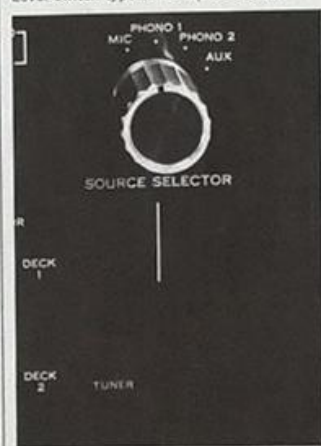 PHONO 1
MIC
PHONO 2
AUX
SOURCE SELECTOR
R
DECK
1
DECK
2
TUNER